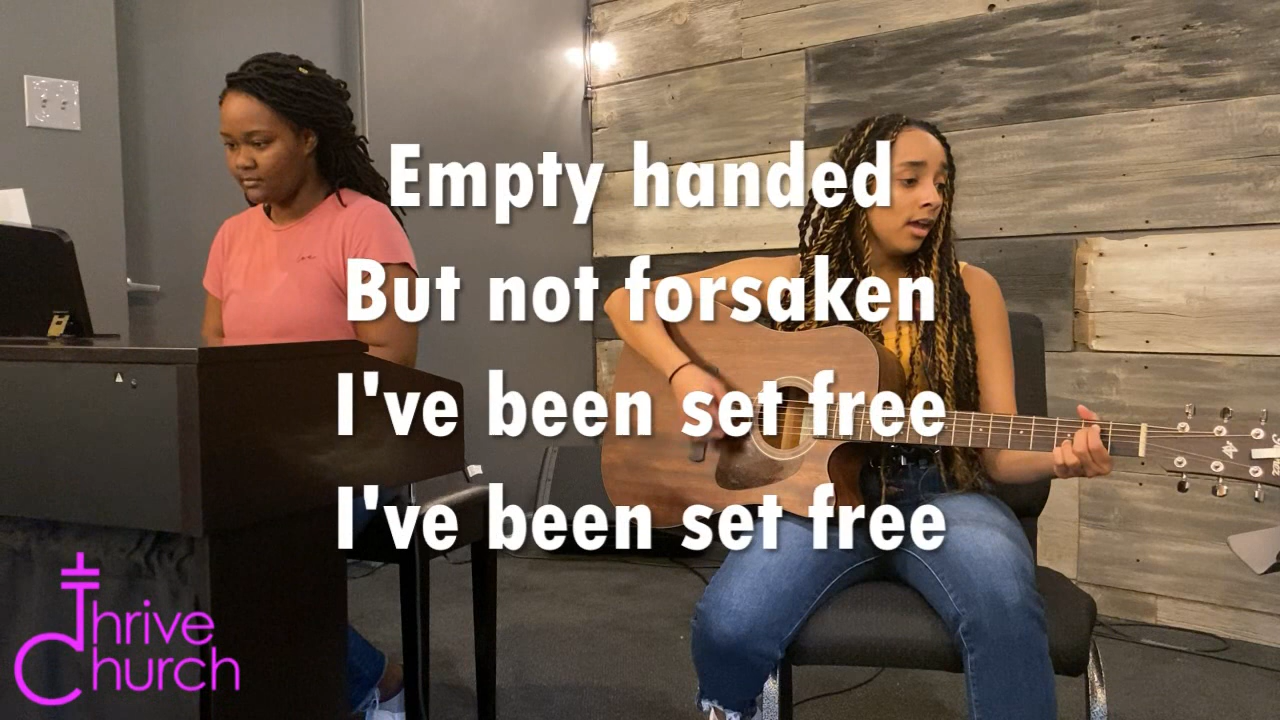 Empty handed
But not forsaken
I've been set free
I've been set free
Thrive
Church